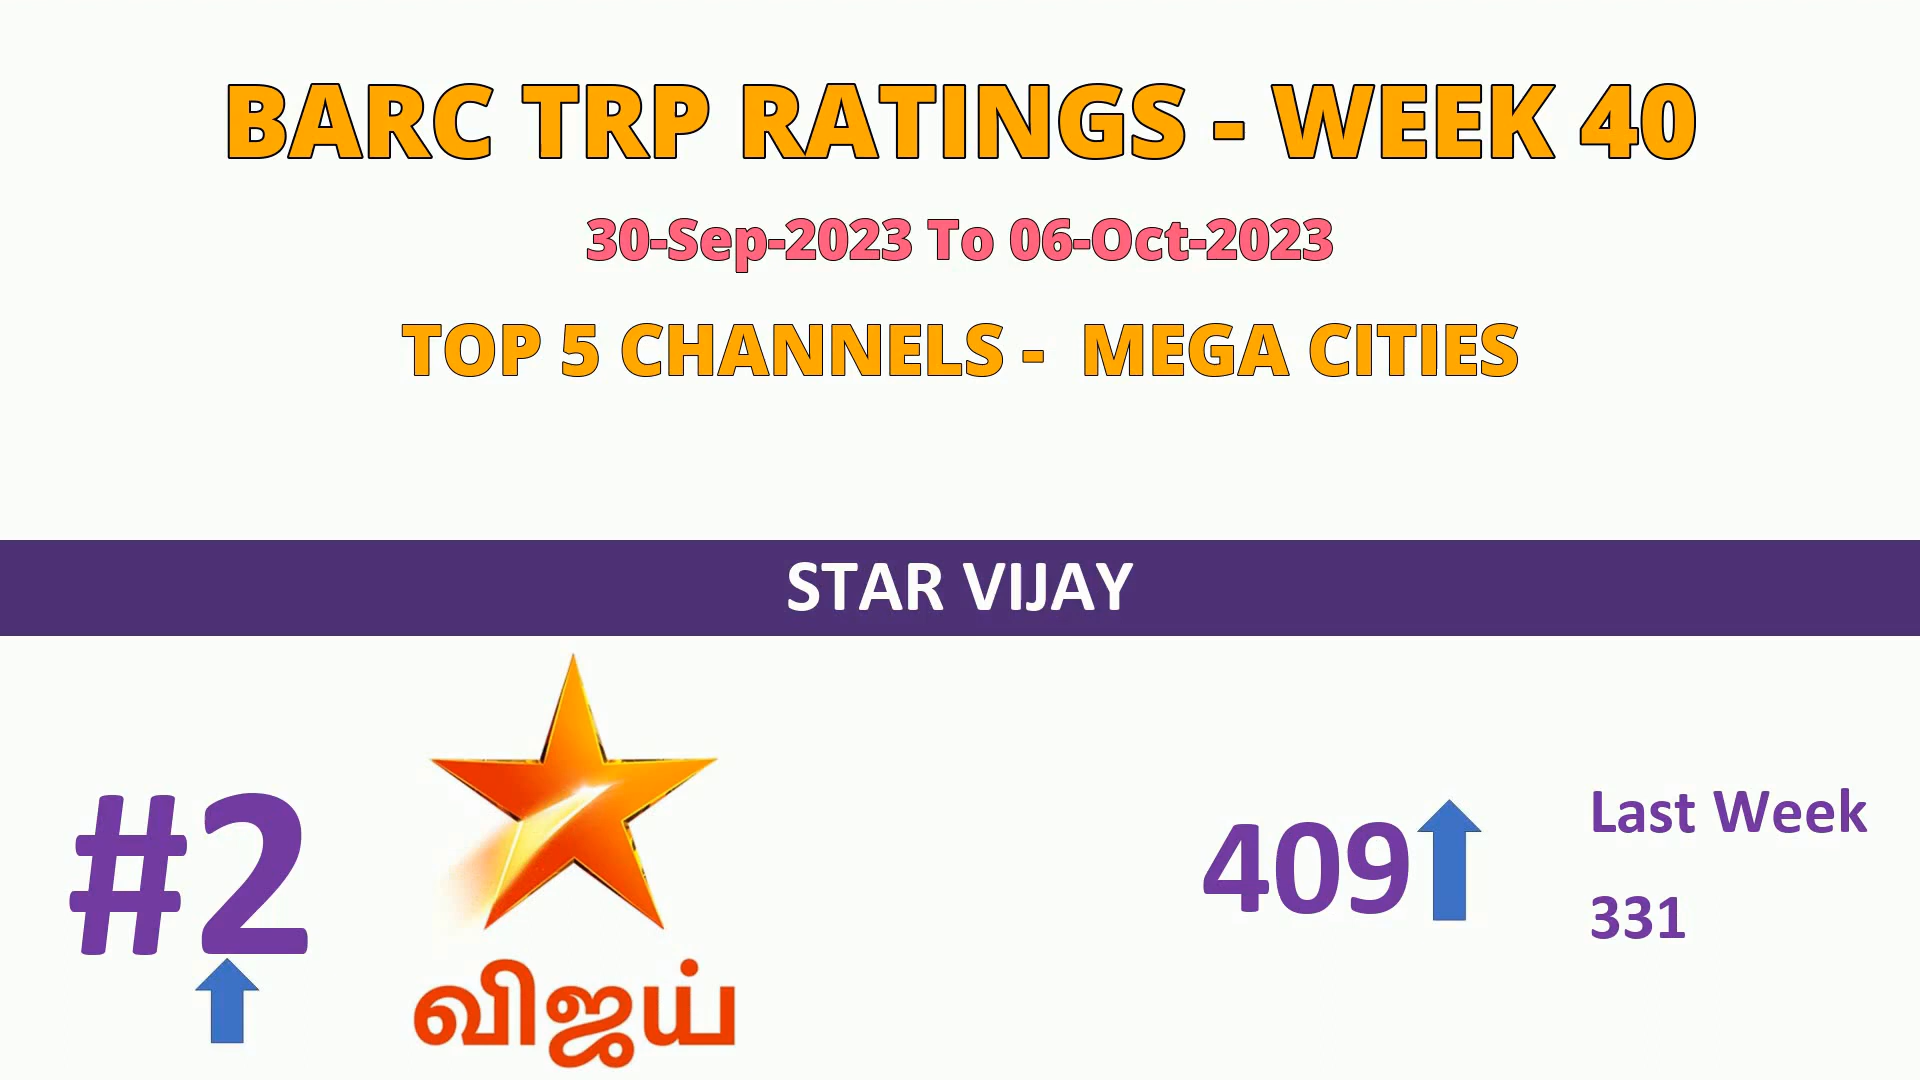 BARC TRP RATINGS - WEEK 40
30-Sep-2023 To 06-Oct-2023
TOP 5 CHANNELS - MEGA CITIES
STAR VIJAY
#2
விஜய்
409
Last Week
331